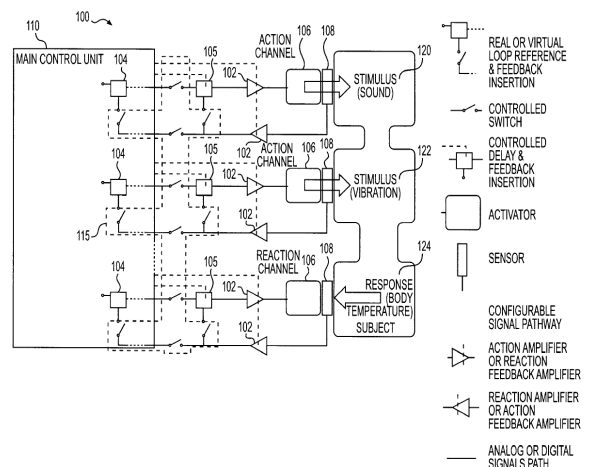 100
110
MAIN CONTROL UNIT
104
105
102
ACTION
CHANNEL
106
108
STIMULUS
(SOUND)
120
102
ACTION
CHANNEL
104
105
102
106
108
STIMULUS
(VIBRATION)
122
102
115
REACTION
CHANNEL
104
105
102
106
108
124
RESPONSE
(BODY
TEMPERATURE)
SUBJECT
102
REAL OR VIRTUAL
LOOP REFERENCE
& FEEDBACK
INSERTION
CONTROLLED
SWITCH
CONTROLLED
DELAY &
FEEDBACK
INSERTION
ACTIVATOR
SENSOR
CONFIGURABLE
SIGNAL PATHWAY
ACTION AMPLIFIER
OR REACTION
FEEDBACK AMPLIFIER
REACTION AMPLIFIER
OR ACTION
FEEDBACK AMPLIFIER
ANALOG OR DIGITAL
SIGNALS PATH